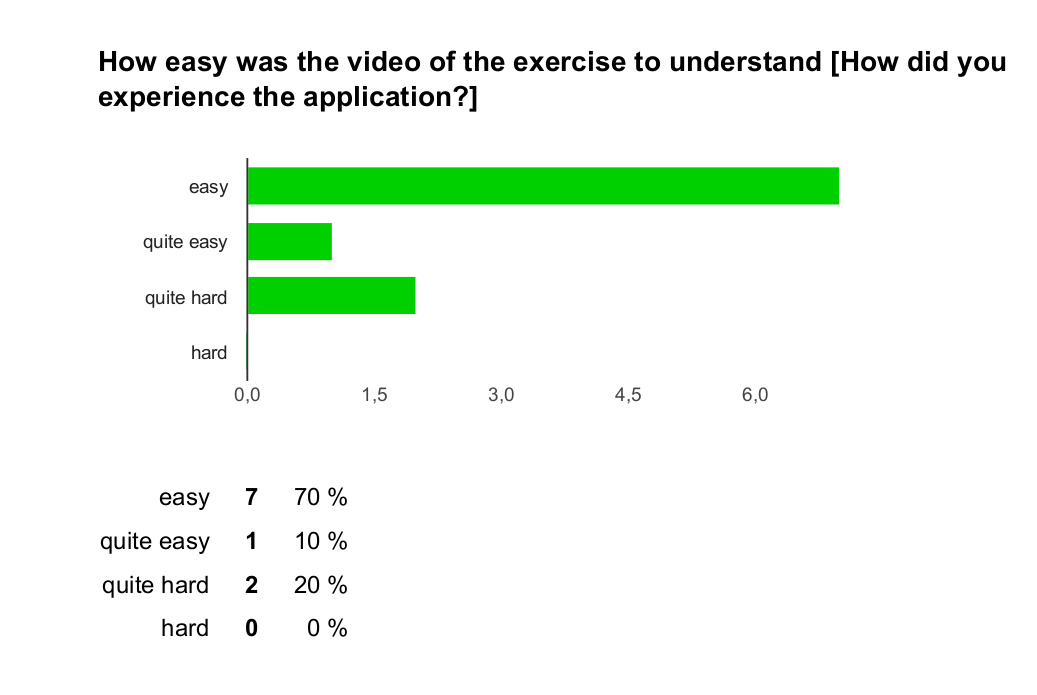 How easy was the video of the exercise to understand [How did you
experience the application?]
easy
quite easy
quite hard
hard
0,0 1,5 3,0 4,5 6,0
easy 7 70 %
quite easy 1 10 %
quite hard 2 20 %
hard 0 0 %